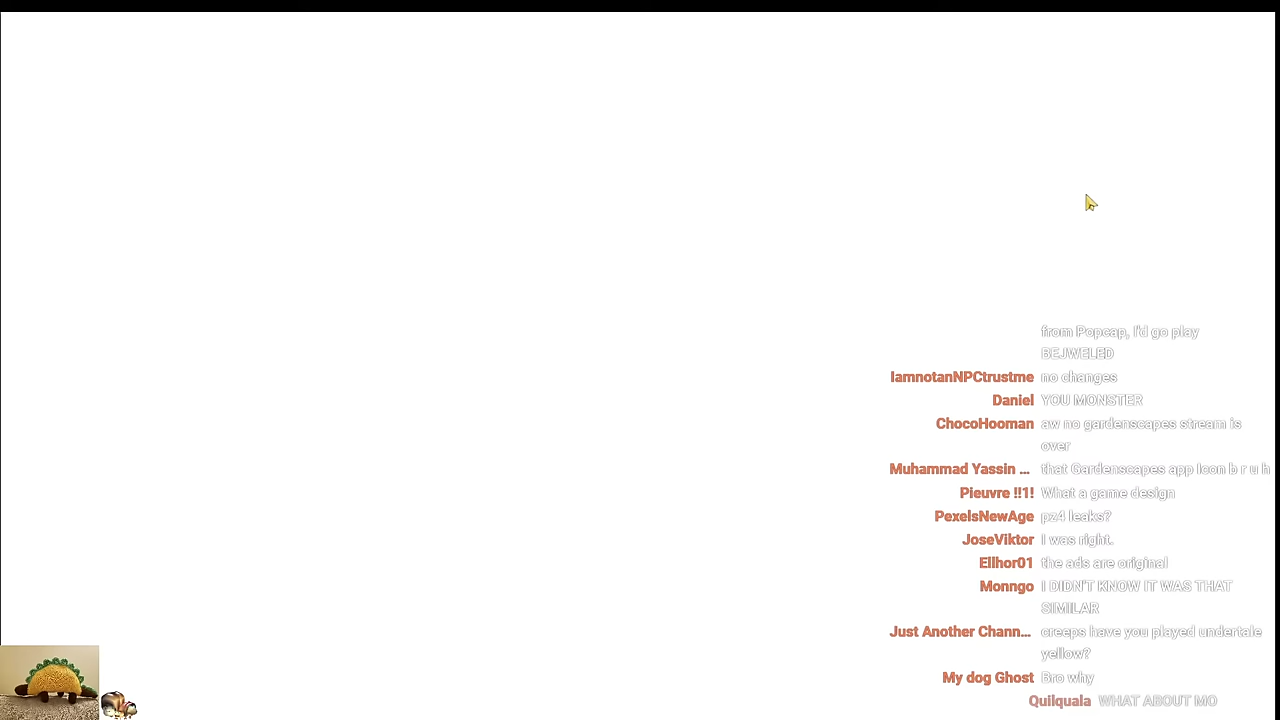 from Popcap, I'd go play
BEJWELED
IamnotanNPCtrustme no changes
Daniel YOU MONSTER
ChocoHooman aw no gardenscapes stream is
over
Muhammad Yassin ... that Gardenscapes app Icon b r u h
Pieuvre !!1! What a game design
PexelsNewAge pz4 leaks?
JoseViktor I was right.
Ellhor01 the ads are original
Monngo I DIDN'T KNOW IT WAS THAT
SIMILAR
Just Another Chann... creeps have you played undertale
yellow?
My dog Ghost Bro why
Quilquala WHAT ABOUT MO